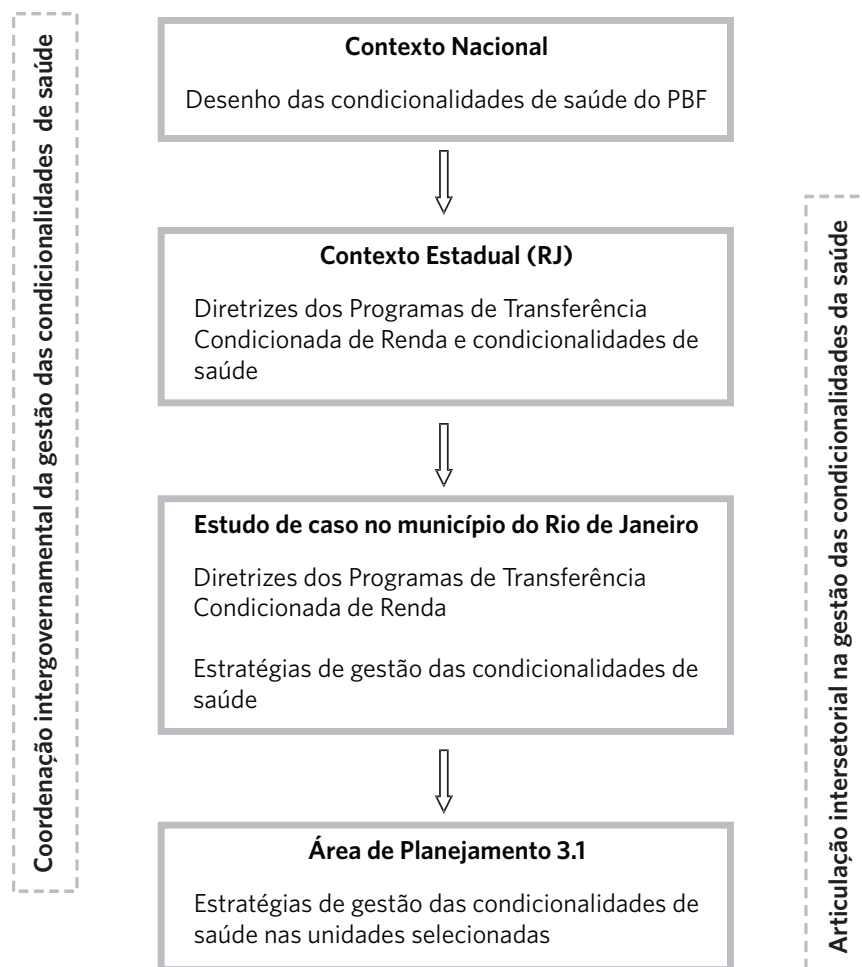 Coordenação intergovernamental da gestão das condicionalidades de saúde
Contexto Nacional
Desenho das condicionalidades de saúde do PBF
Contexto Estadual (RJ)
Diretrizes dos Programas de Transferência
Condicionada de Renda e condicionalidades de
saúde
Estudo de caso no município do Rio de Janeiro
Diretrizes dos Programas de Transferência
Condicionada de Renda
Estratégias de gestão das condicionalidades de
saúde
Área de Planejamento 3.1
Estratégias de gestão das condicionalidades de
saúde nas unidades selecionadas
Articulação intersetorial na gestão das condicionalidades da saúde